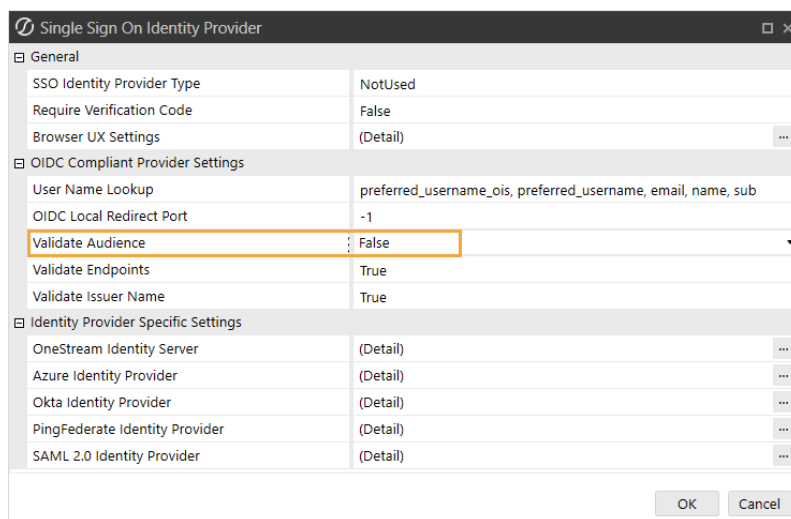 Single Sign On Identity Provider
General
SSO Identity Provider Type NotUsed
Require Verification Code False
Browser UX Settings (Detail) ...
OIDC Compliant Provider Settings
User Name Lookup preferred_username_ois, preferred_username, email, name, sub
OIDC Local Redirect Port -1
Validate Audience False
Validate Endpoints True
Validate Issuer Name True
Identity Provider Specific Settings
OneStream Identity Server (Detail) ...
Azure Identity Provider (Detail) ...
Okta Identity Provider (Detail) ...
PingFederate Identity Provider (Detail) ...
SAML 2.0 Identity Provider (Detail) ...
OK Cancel